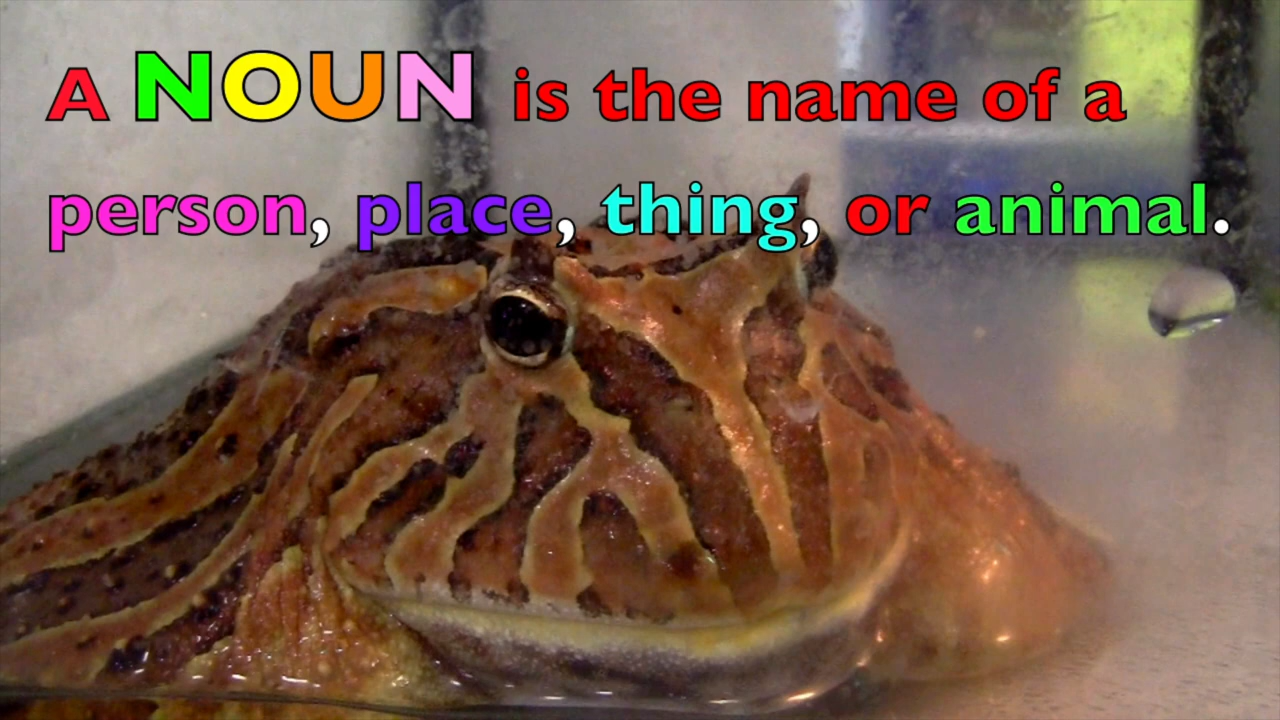 A NOUN is the name of a
person, place, thing, or animal.